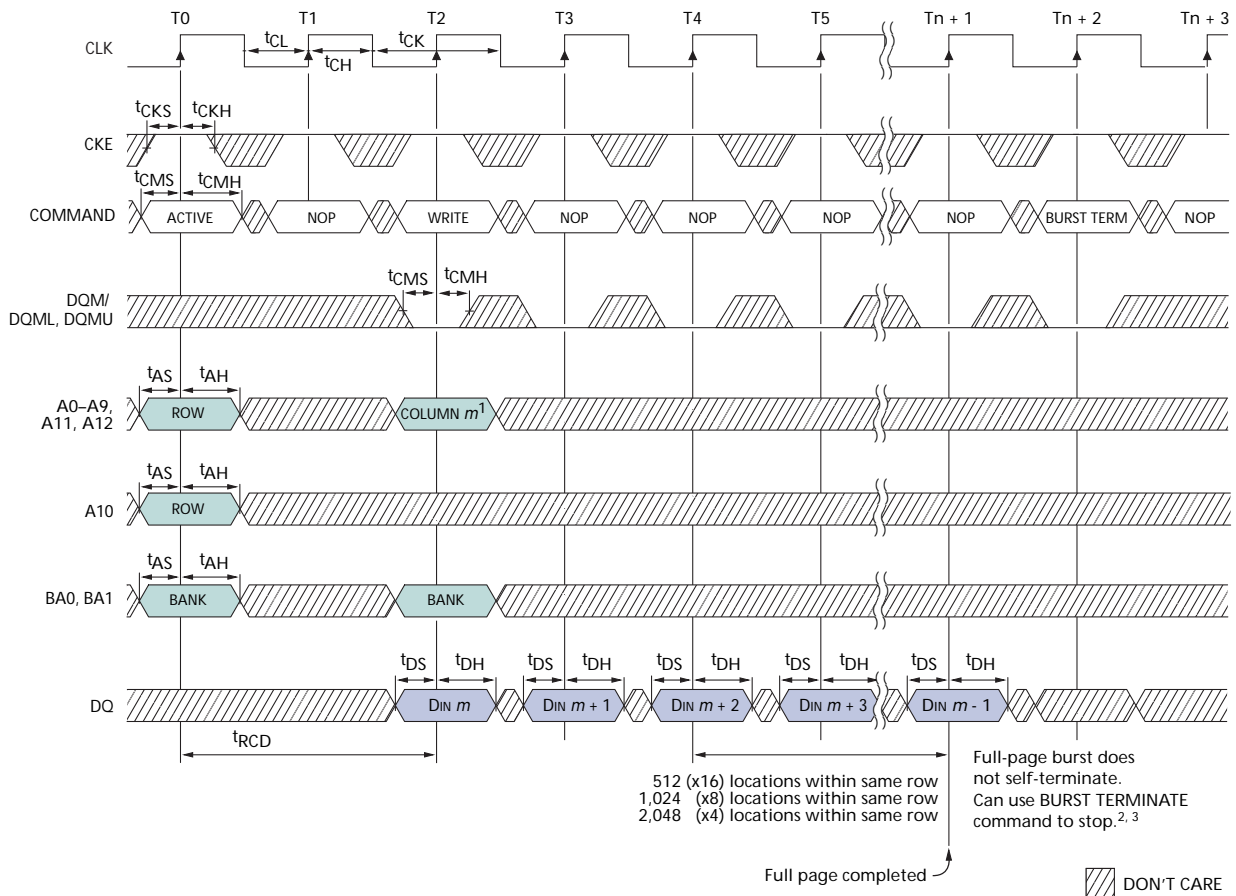 T0 T1 T2 T3 T4 T5 Tn + 1 Tn + 2 Tn + 3
CLK
tCL tCK
tCH
tCKS tCKH
CKE
tCMS tCMH
COMMAND ACTIVE NOP WRITE NOP NOP NOP NOP BURST TERM NOP
tCMS tCMH
DQM/
DQML, DQMU
tAS tAH
A0–A9,
A11, A12
ROW COLUMN m1
tAS tAH
A10 ROW
tAS tAH
BA0, BA1 BANK BANK
tDS tDH tDS tDH tDS tDH tDS tDH tDS tDH
DQ DIN m DIN m + 1 DIN m + 2 DIN m + 3 DIN m - 1
tRCD
512 (x16) locations within same row
1,024 (x8) locations within same row
2,048 (x4) locations within same row
Full-page burst does
not self-terminate.
Can use BURST TERMINATE
command to stop.2, 3
Full page completed
DON'T CARE